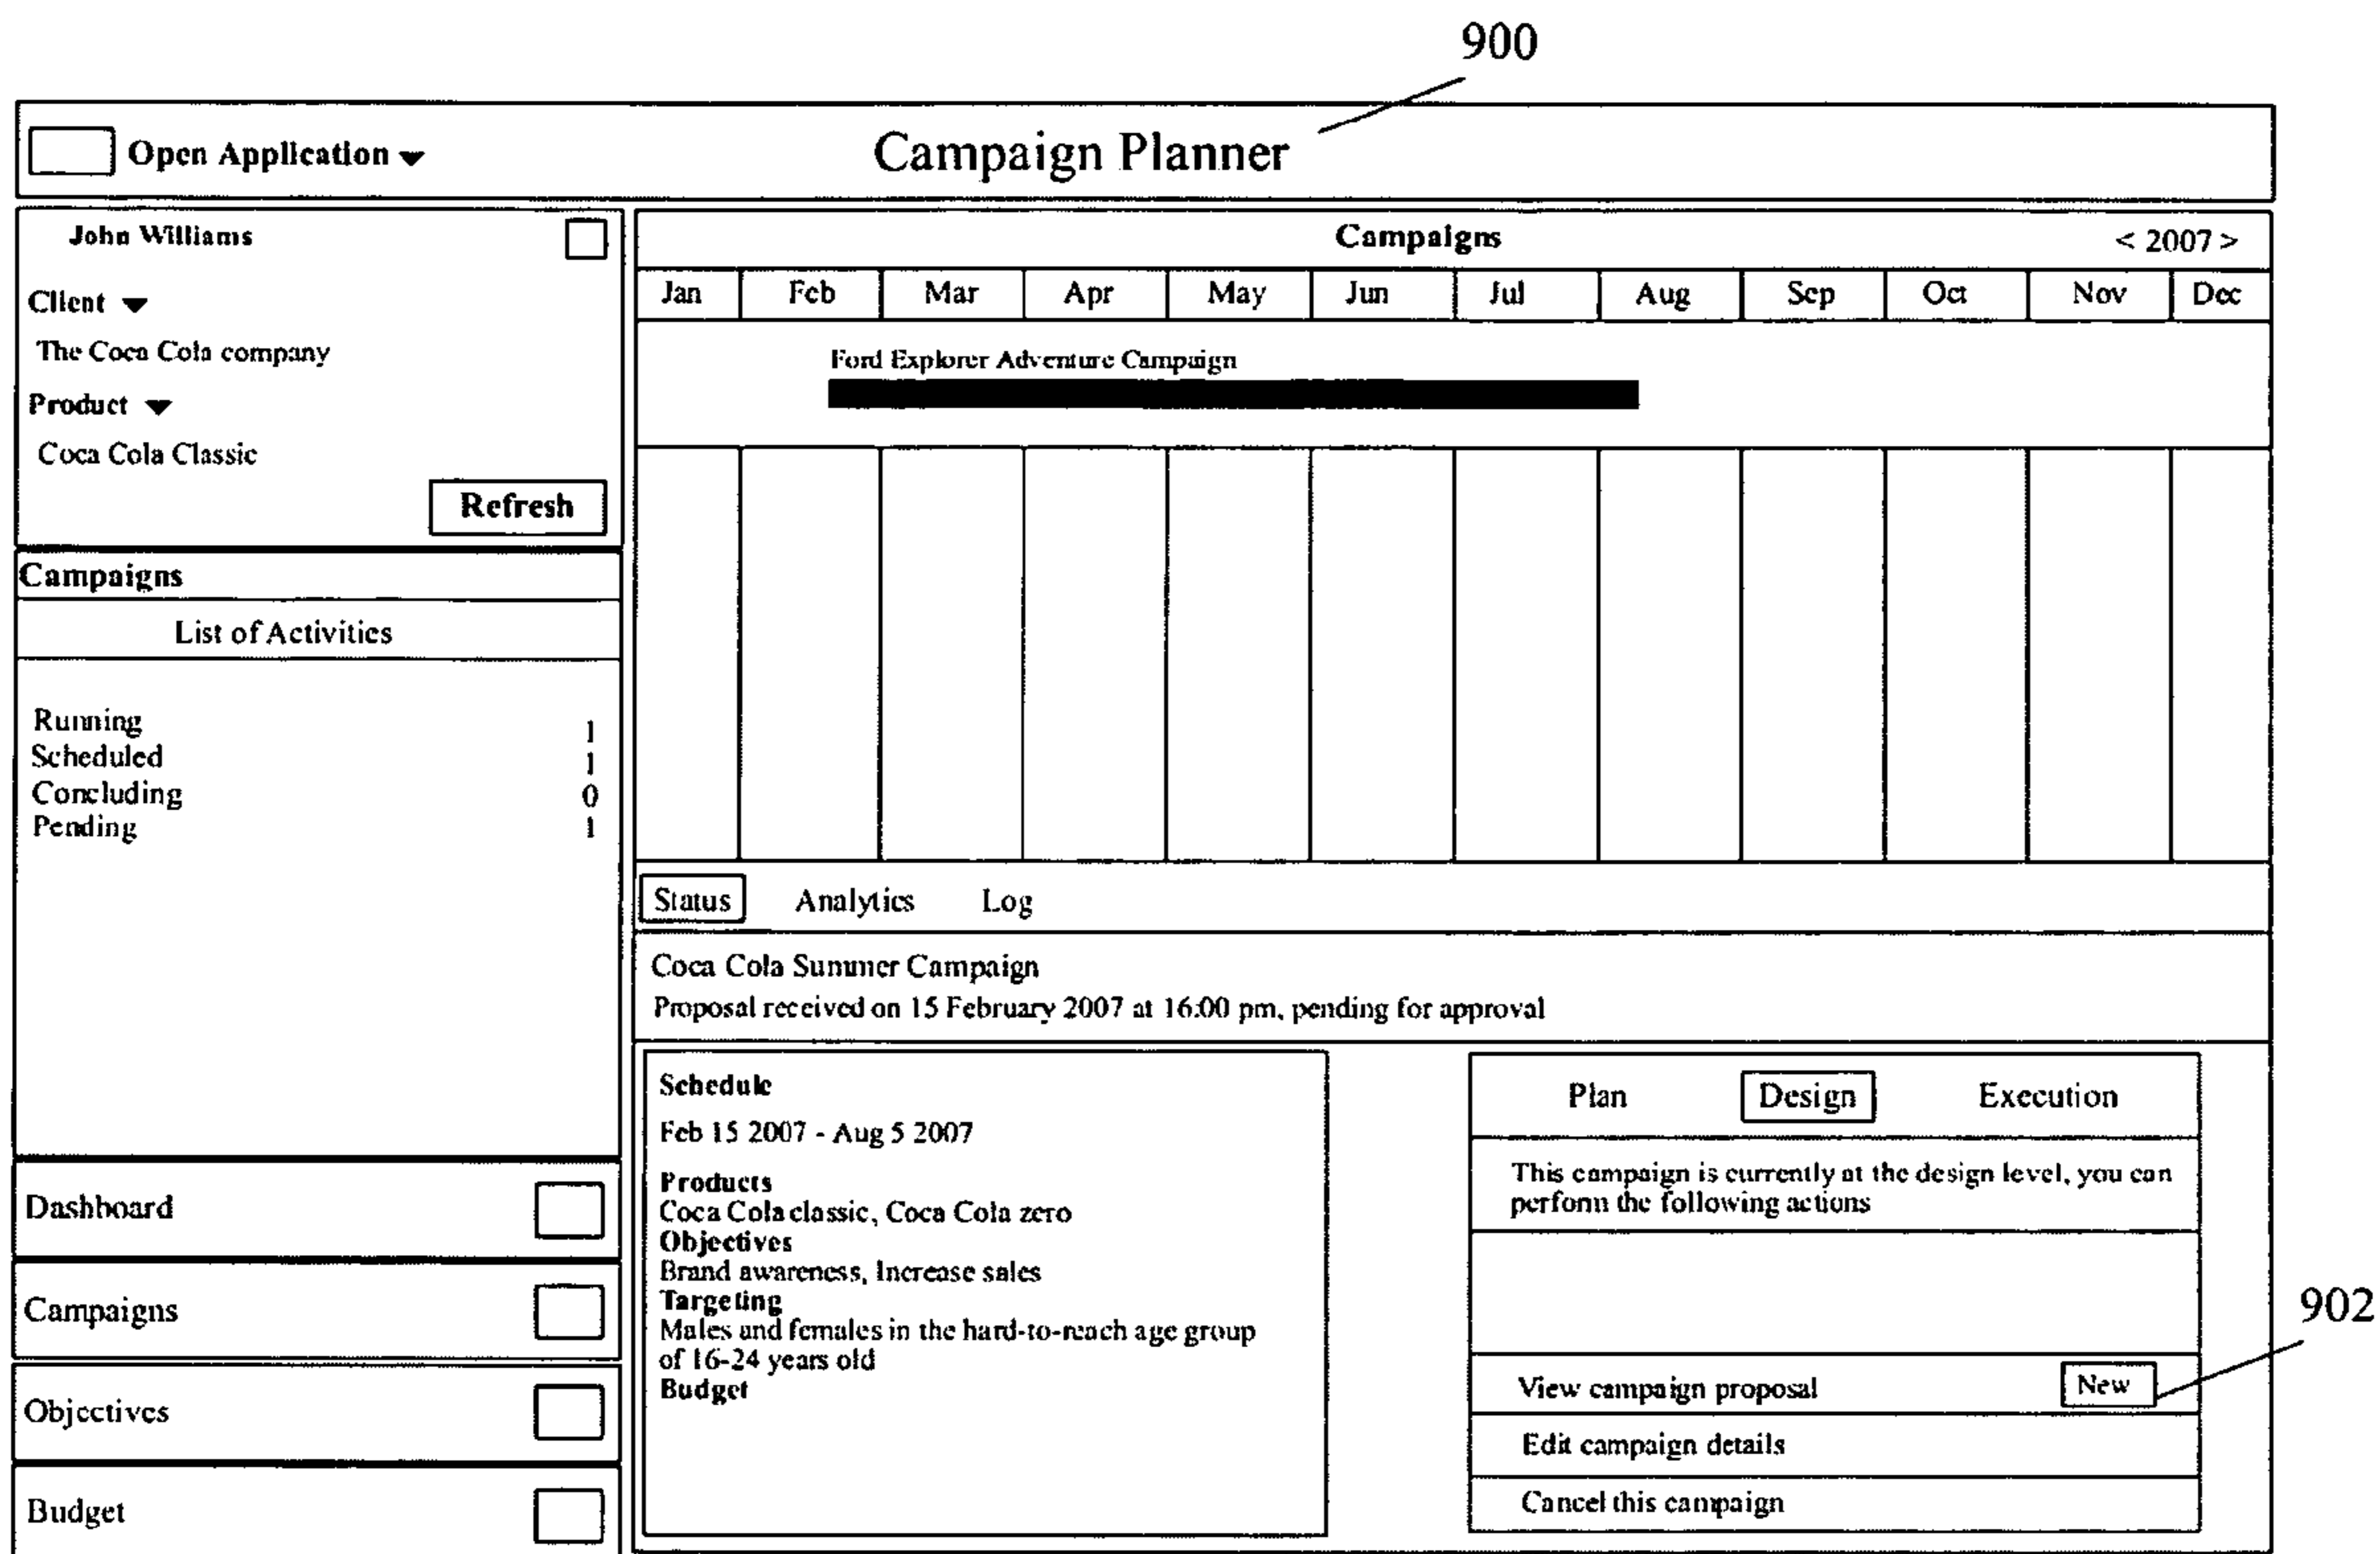 900
Open Application
Campaign Planner
John Williams
Client
The Coca Cola company
Product
Coca Cola Classic
Refresh
Campaigns
List of Activities
Running 1
Scheduled 1
Concluding 0
Pending 1
Dashboard
Campaigns
Objectives
Budget
Campaigns < 2007 >
Jan Feb Mar Apr May Jun Jul Aug Sep Oct Nov Dec
Ford Explorer Adventure Campaign
Status Analytics Log
Coca Cola Summer Campaign
Proposal received on 15 February 2007 at 16:00 pm, pending for approval
Schedule
Feb 15 2007 - Aug 5 2007
Products
Coca Cola classic, Coca Cola zero
Objectives
Brand awareness, Increase sales
Targeting
Males and females in the hard-to-reach age group
of 16-24 years old
Budget
Plan Design Execution
This campaign is currently at the design level, you can
perform the following actions
View campaign proposal New
902
Edit campaign details
Cancel this campaign